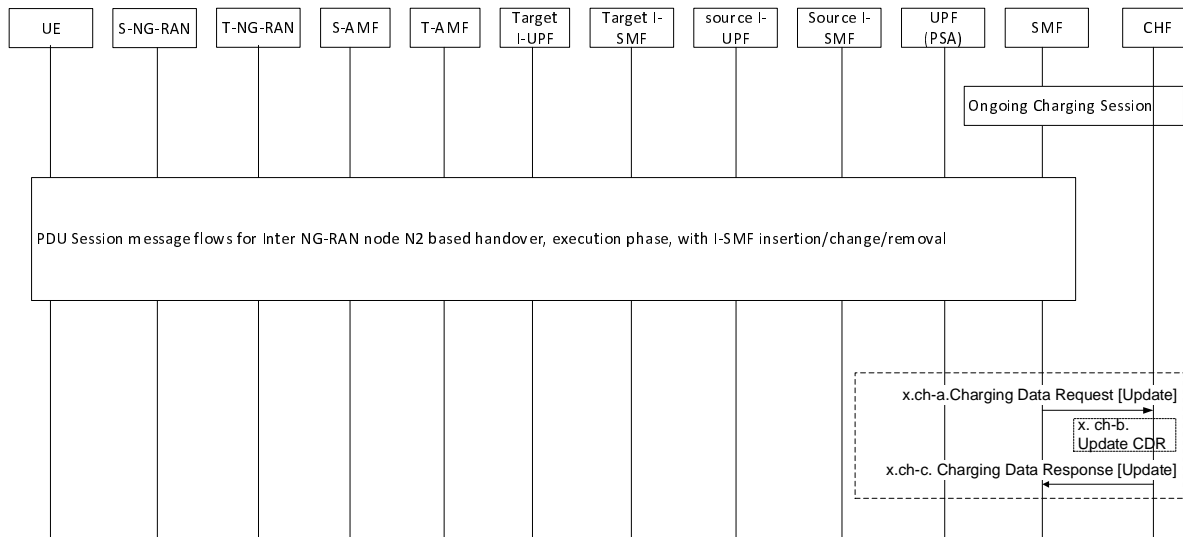 UE
S-NG-RAN
T-NG-RAN
S-AMF
T-AMF
Target
I-UPF
Target I-
SMF
source I-
UPF
Source I-
SMF
UPF
(PSA)
SMF
CHF
Ongoing Charging Session
PDU Session message flows for Inter NG-RAN node N2 based handover, execution phase, with I-SMF insertion/change/removal
x.ch-a.Charging Data Request [Update]
x. ch-b.
Update CDR
x.ch-c. Charging Data Response [Update]